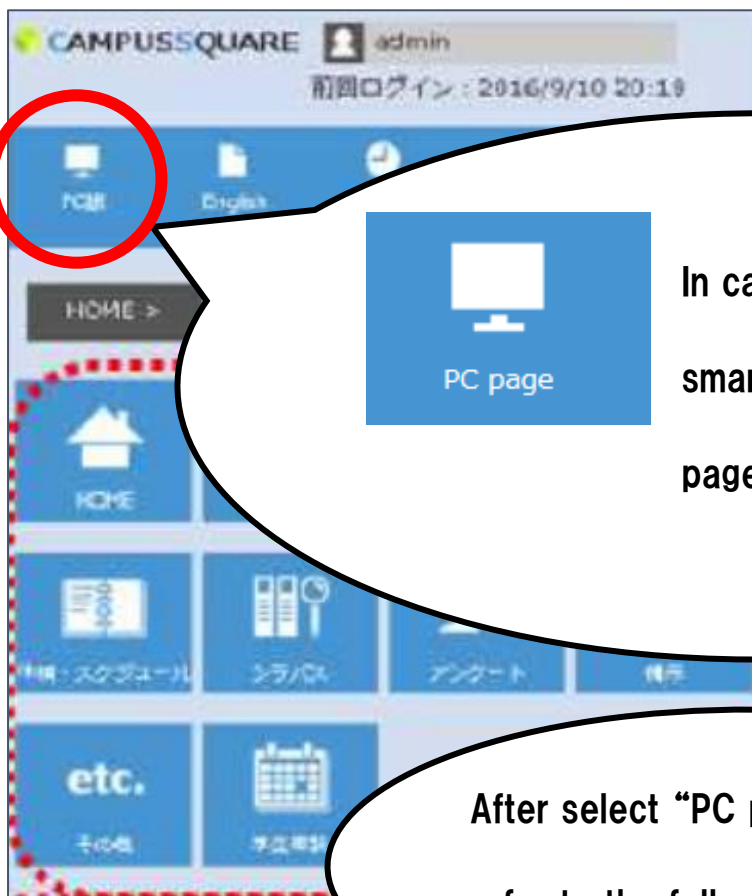 CAMPUSSQUARE admin
前回ログイン : 2016/9/10 20:19
PC版 English
HOME >
PC page
In ca
smar
page
HOME
スケジュール シラバス アンケート 掲示
etc.
その他
After select “PC p